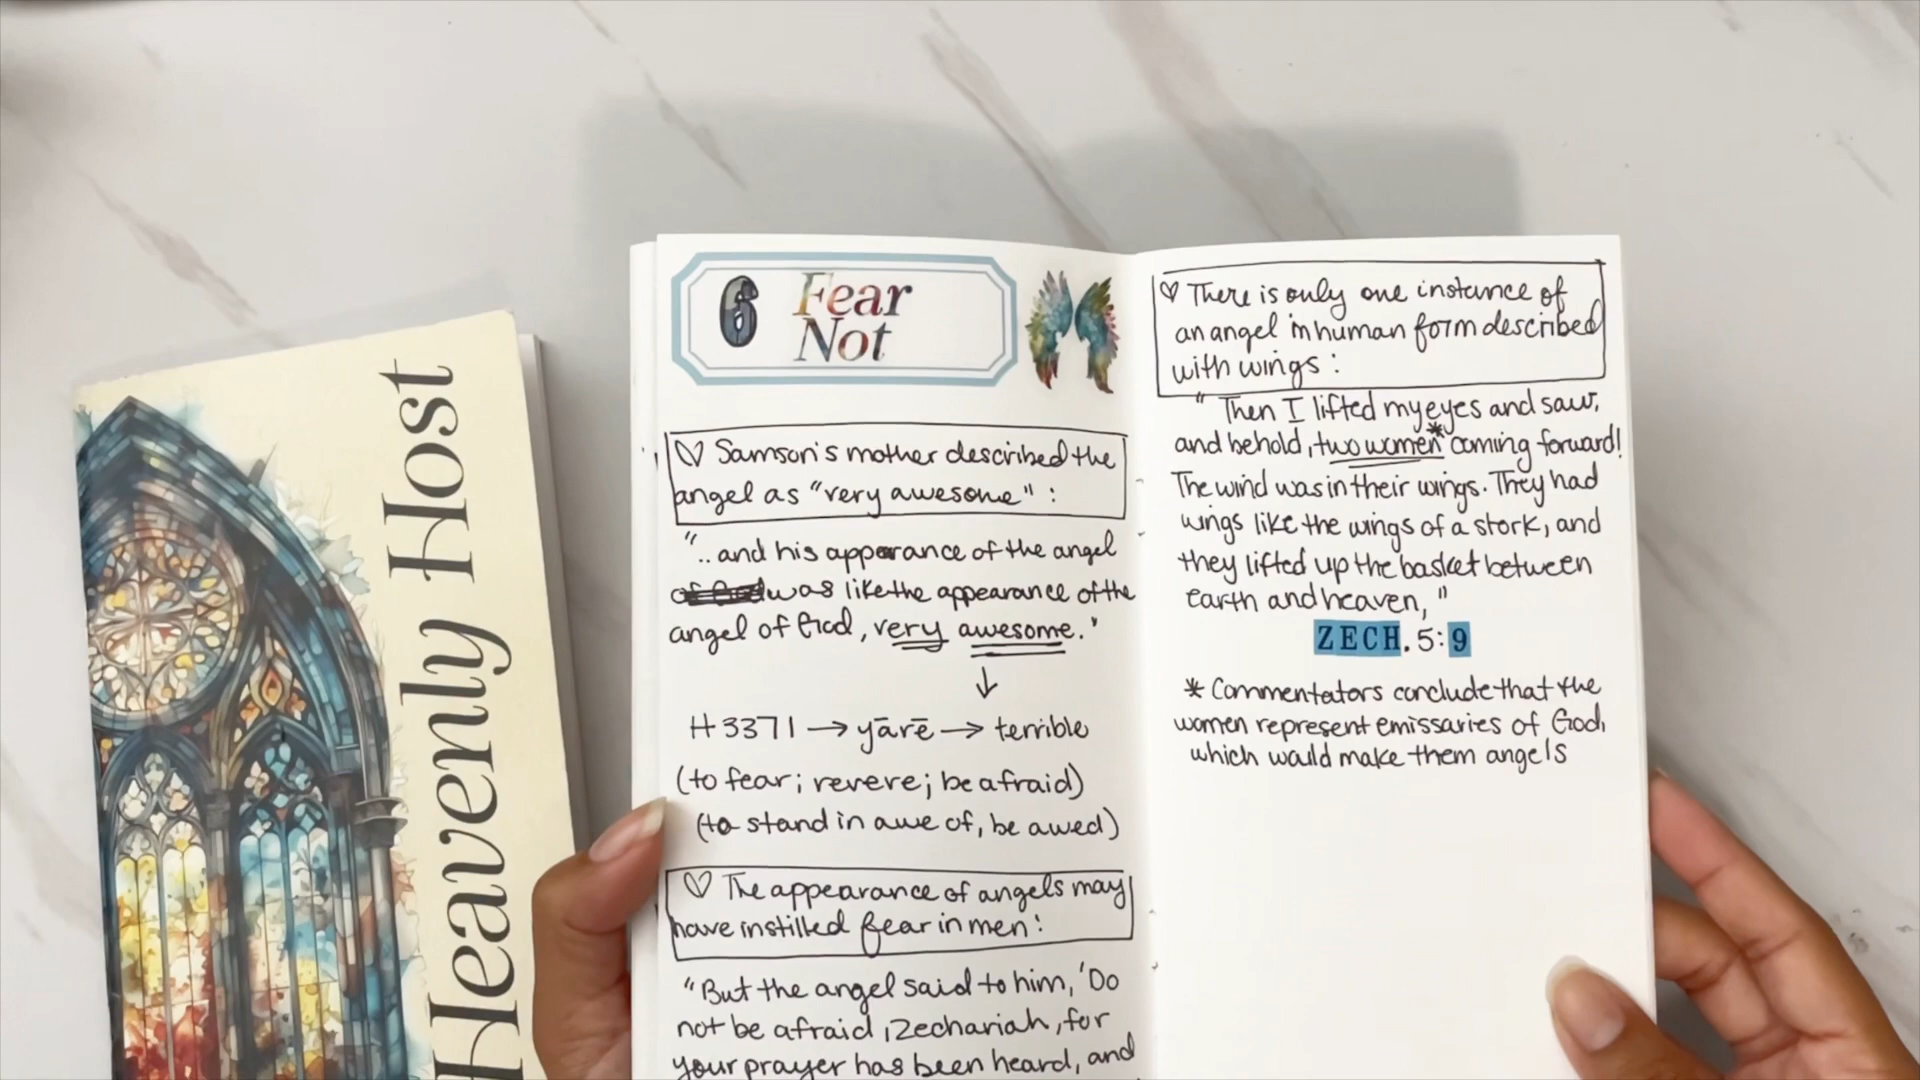 Heavenly Host
6 Fear
Not
♡ Samson's mother described the
angel as "very awesome" :
"..and his apperance of the angel
was like the appearance of the
angel of God, very awesome."
↓
H3371 → yārē → terrible
(to fear; revere; be afraid)
(to stand in awe of, be awed)
♡ The appearance of angels may
have instilled fear in men:
"But the angel said to him, 'Do
not be afraid, Zechariah, for
your prayer has been heard, and
♡ There is only one instance of
an angel in human form described
with wings :
" Then I lifted my eyes and saw,
and behold, two women* coming forward!
The wind was in their wings. They had
wings like the wings of a stork, and
they lifted up the basket between
earth and heaven,"
ZECH. 5:9
* Commentators conclude that the
women represent emissaries of God,
which would make them angels